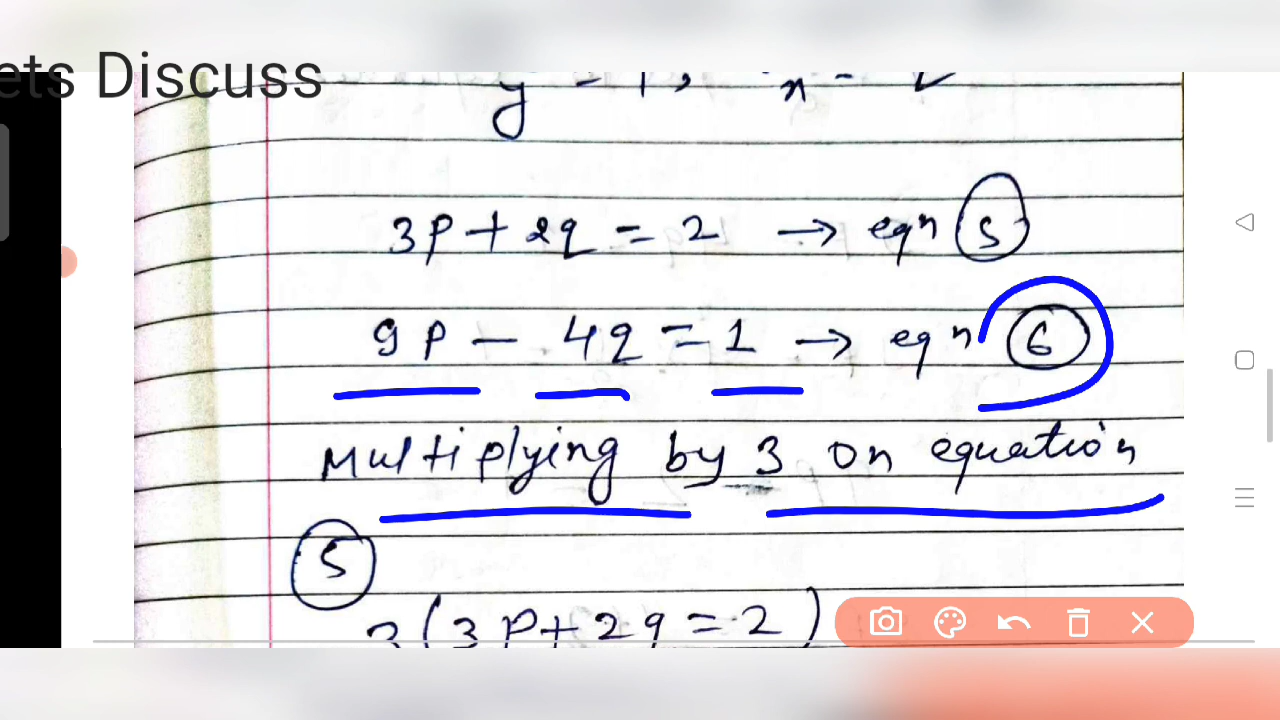 ets Discuss
3p + 2q = 2 → eqn 5
9p - 4q = 1 → eqn 6
Multiplying by 3 on equation
5
3(3p+2q=2)